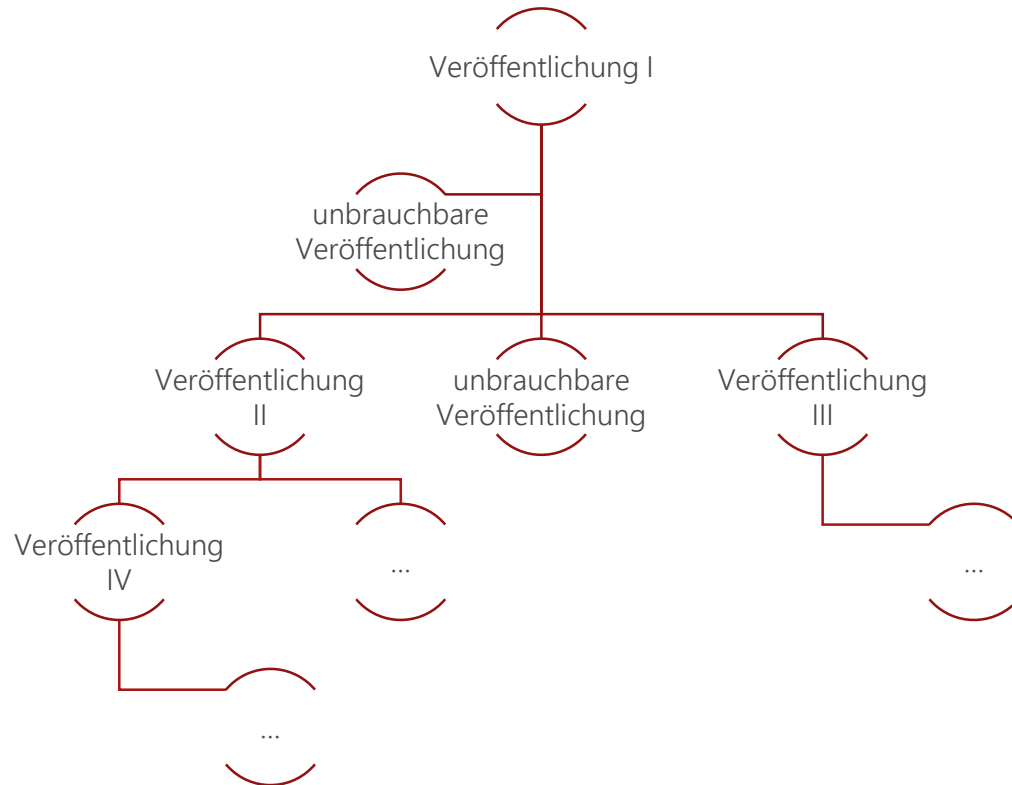 Veröffentlichung I
unbrauchbare
Veröffentlichung
Veröffentlichung
II
unbrauchbare
Veröffentlichung
Veröffentlichung
III
Veröffentlichung
IV
...
...
...